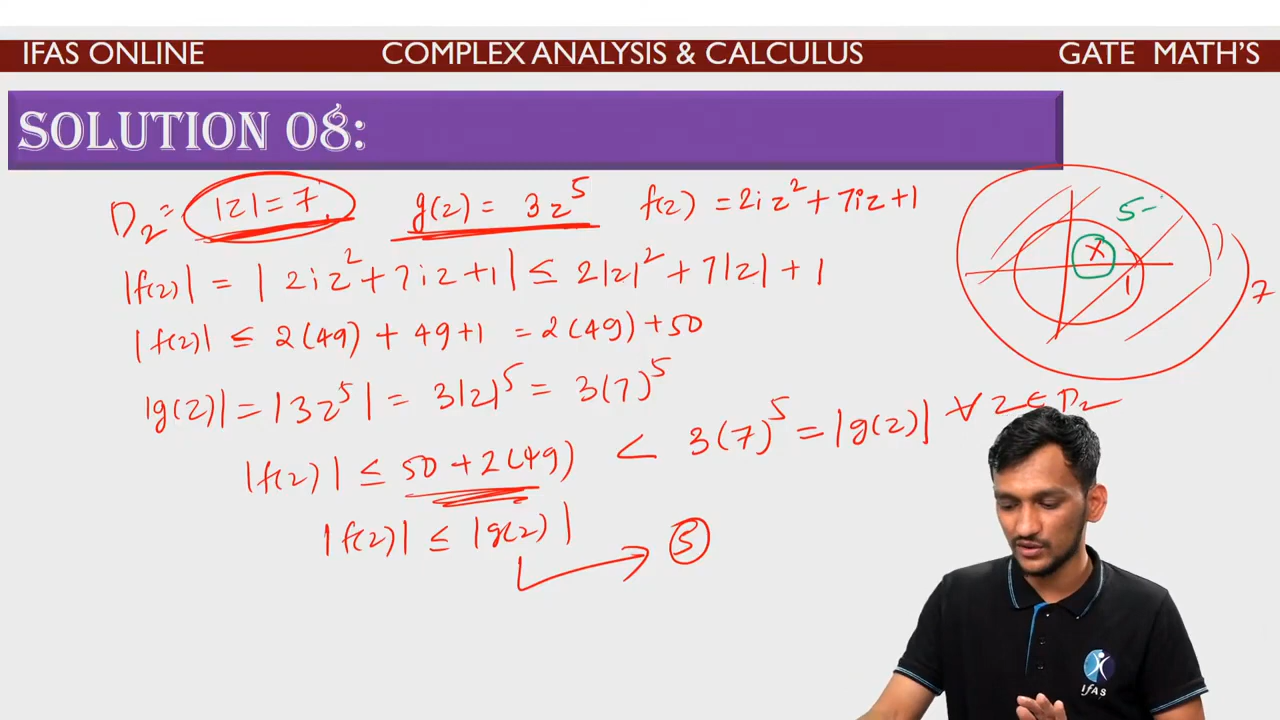 IFAS ONLINE COMPLEX ANALYSIS & CALCULUS GATE MATH'S
SOLUTION 08:
D₂ = |z| = 7. g(z) = 3z⁵ f(z) = 2iz² + 7iz + 1
|f(z)| = |2iz² + 7iz + 1| ≤ 2|z|² + 7|z| + 1
|f(z)| ≤ 2(49) + 49 + 1 = 2(49) + 50
|g(z)| = |3z⁵| = 3|z|⁵ = 3(7)⁵
|f(z)| ≤ 50 + 2(49) < 3(7)⁵ = |g(z)| ∀ z ∈ D₂
|f(z)| ≤ |g(z)|
5
5-
x
1
7
IFAS